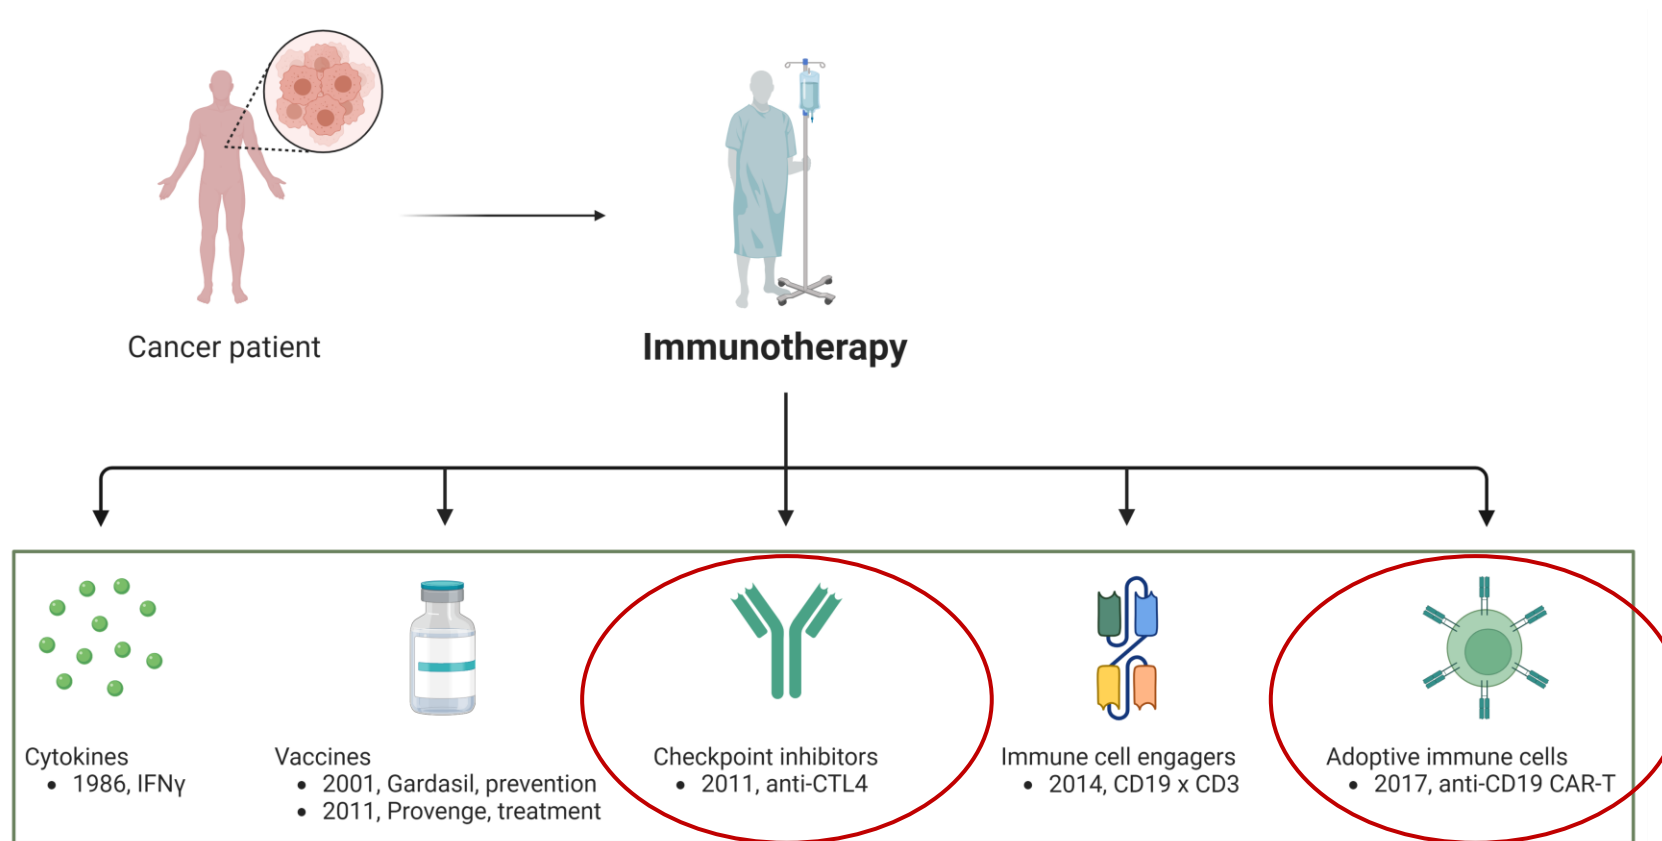 Cancer patient
Immunotherapy
Cytokines
• 1986, IFNγ
Vaccines
• 2001, Gardasil, prevention
• 2011, Provenge, treatment
Checkpoint inhibitors
• 2011, anti-CTL4
Immune cell engagers
• 2014, CD19 x CD3
Adoptive immune cells
• 2017, anti-CD19 CAR-T